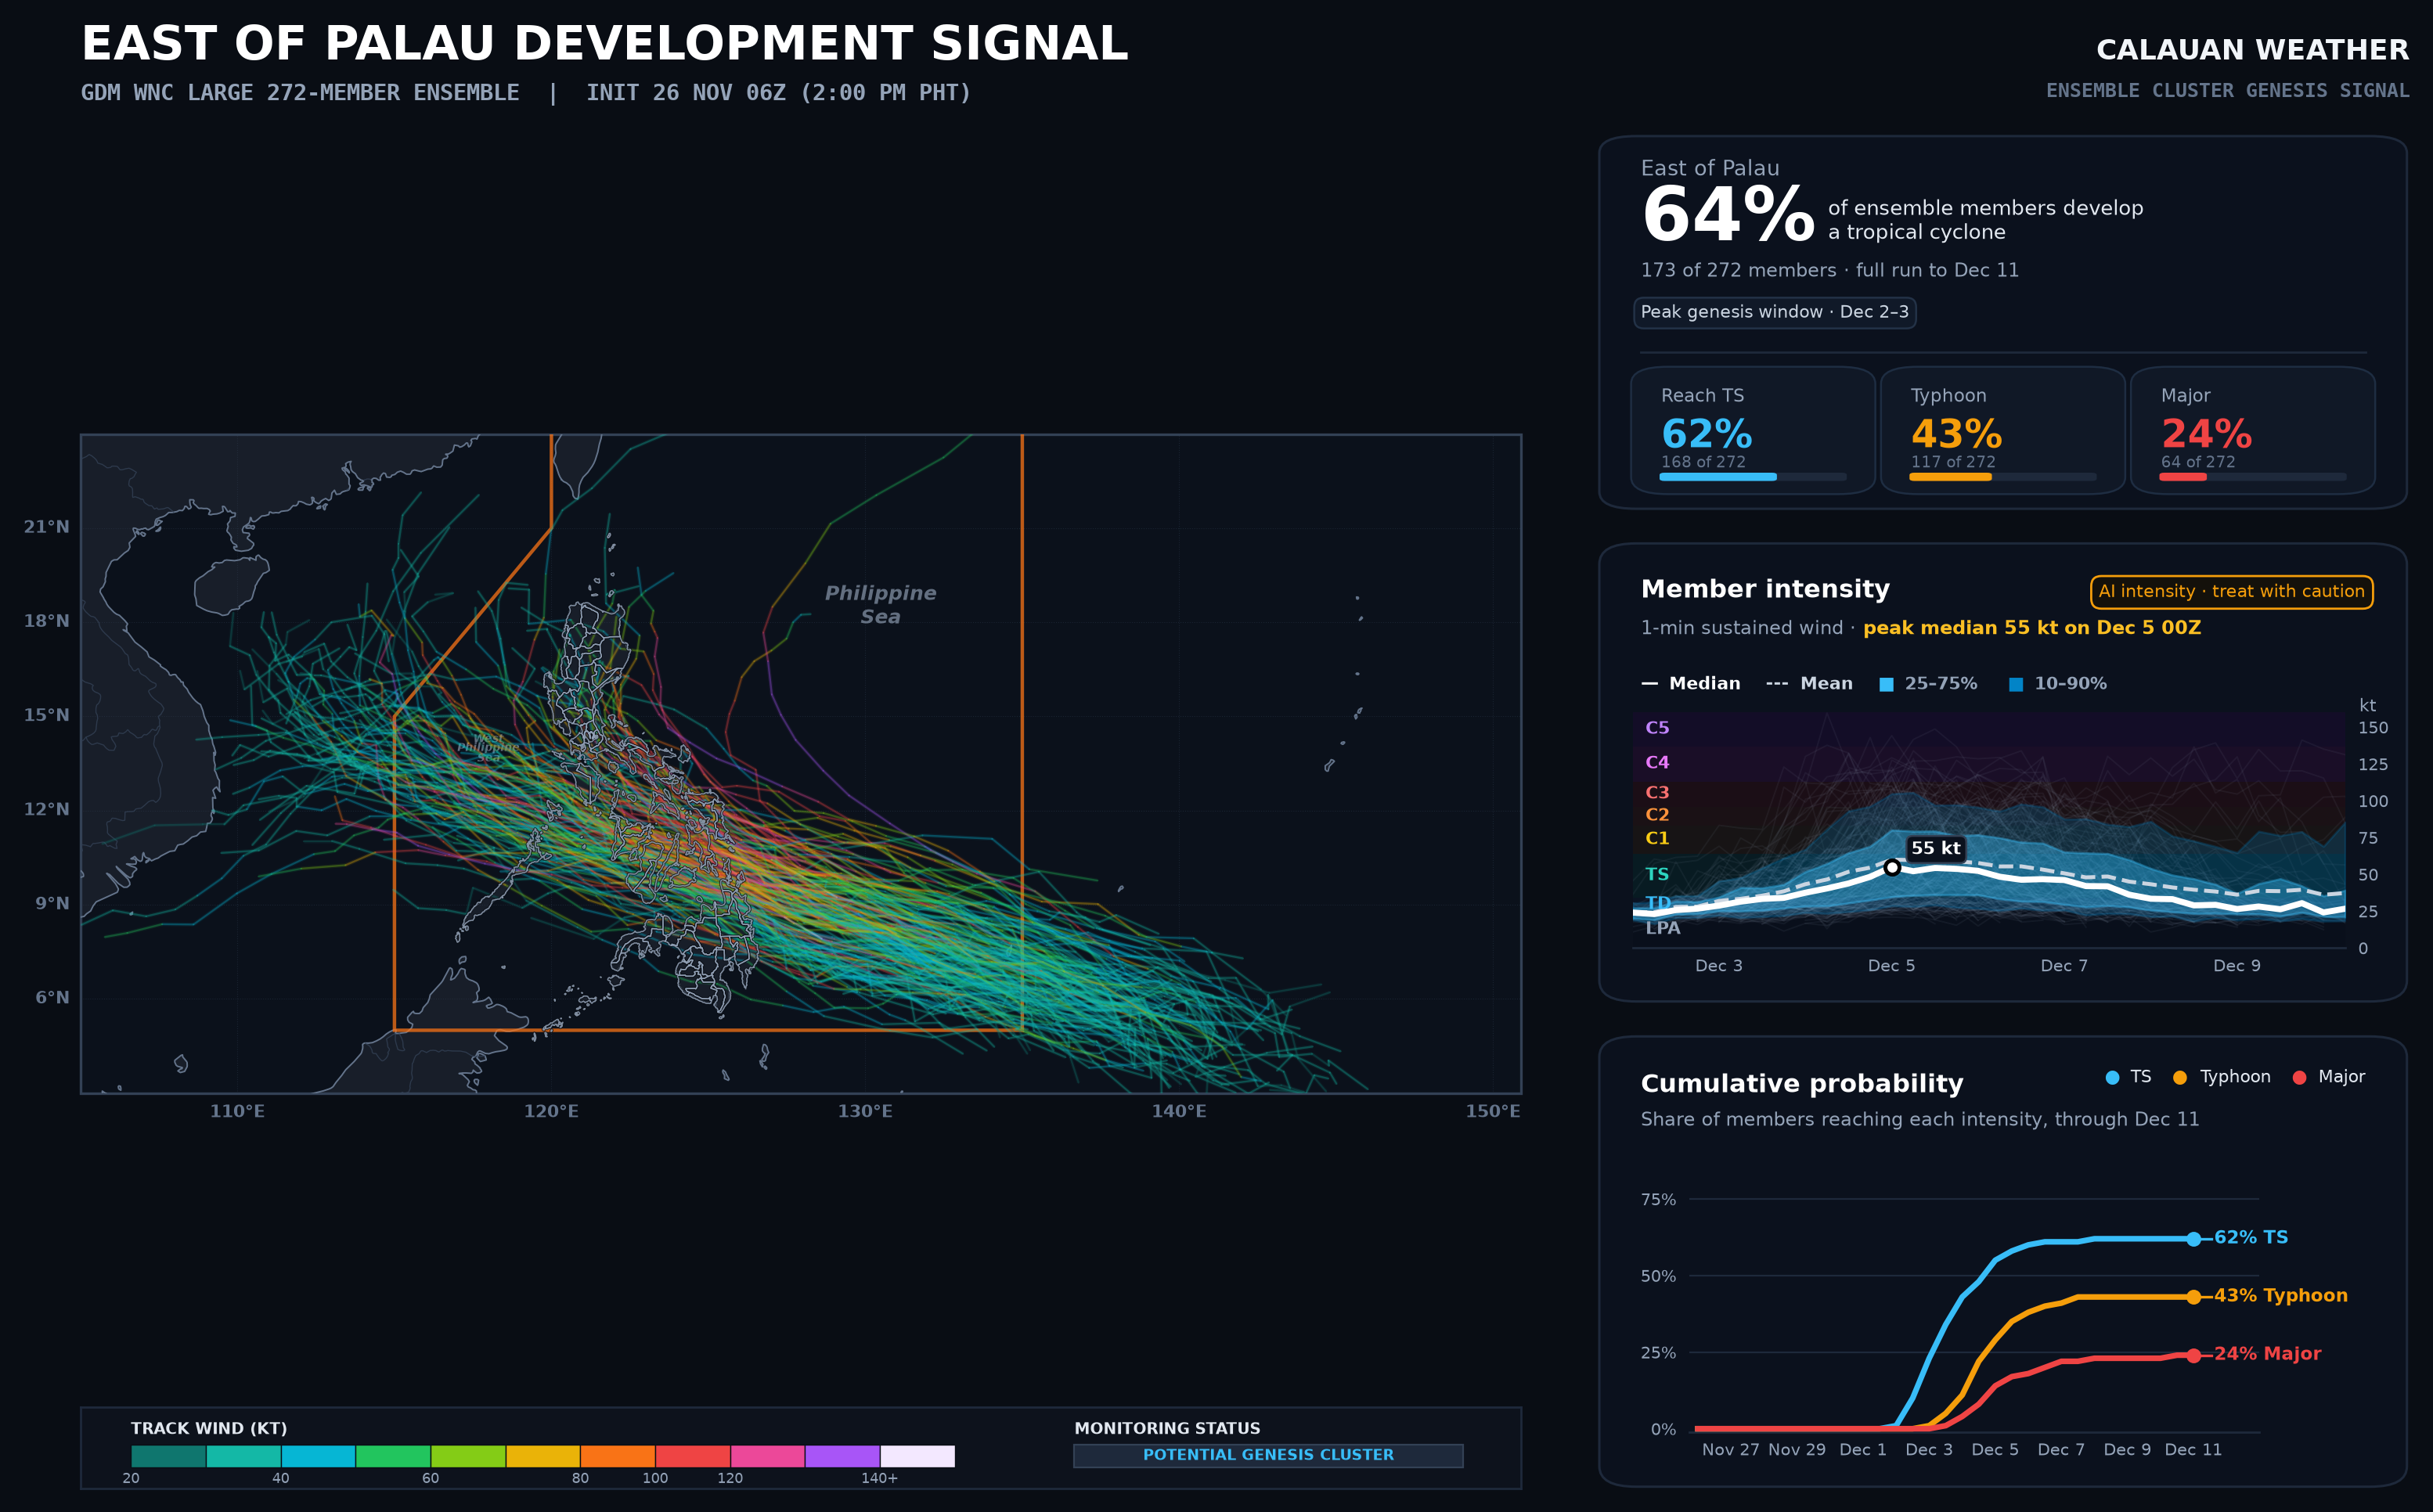 EAST OF PALAU DEVELOPMENT SIGNAL
GDM WNC LARGE 272-MEMBER ENSEMBLE | INIT 26 NOV 06Z (2:00 PM PHT)
CALAUAN WEATHER
ENSEMBLE CLUSTER GENESIS SIGNAL
21°N
18°N
15°N
12°N
9°N
6°N
110°E
120°E
130°E
140°E
150°E
Philippine
Sea
West
Philippine
Sea
TRACK WIND (KT)
20
40
60
80
100
120
140+
MONITORING STATUS
POTENTIAL GENESIS CLUSTER
East of Palau
64% of ensemble members develop
a tropical cyclone
173 of 272 members · full run to Dec 11
Peak genesis window · Dec 2–3
Reach TS
62%
168 of 272
Typhoon
43%
117 of 272
Major
24%
64 of 272
Member intensity
AI intensity · treat with caution
1-min sustained wind · peak median 55 kt on Dec 5 00Z
Median
Mean
25–75%
10–90%
kt
150
125
100
75
50
25
0
C5
C4
C3
C2
C1
TS
TD
LPA
55 kt
Dec 3
Dec 5
Dec 7
Dec 9
Cumulative probability
TS
Typhoon
Major
Share of members reaching each intensity, through Dec 11
75%
50%
25%
0%
62% TS
43% Typhoon
24% Major
Nov 27
Nov 29
Dec 1
Dec 3
Dec 5
Dec 7
Dec 9
Dec 11